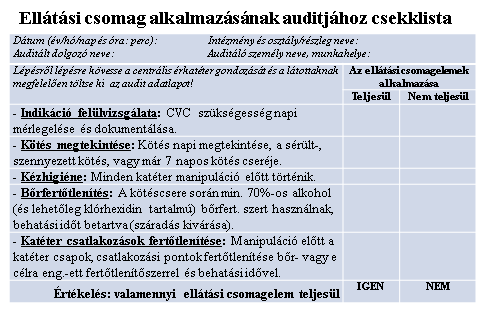 Ellátási csomag alkalmazásának auditjához csekklista
Dátum (év/hó/nap és óra: perc): Intézmény és osztály/részleg neve:
Auditált dolgozó neve: Auditáló személy neve, munkahelye:
Lépésről lépésre kövesse a centrális érkatéter gondozását és a látottaknak
megfelelően töltse ki az audit adatlapot!
Az ellátási csomagelemek
alkalmazása
Teljesül Nem teljesül
- Indikáció felülvizsgálata: CVC szükségesség napi
mérlegelése és dokumentálása.
- Kötés megtekintése: Kötés napi megtekintése, a sérült-,
szennyezett kötés, vagy már 7 napos kötés cseréje.
- Kézhigiéne: Minden katéter manipuláció előtt történik.
- Bőrfertőtlenítés: A kötéscsere során min. 70%-os alkohol
(és lehetőleg klórhexidin tartalmú) bőrfert. szert használnak,
behatási időt betartva (száradás kivárása).
- Katéter csatlakozások fertőtlenítése: Manipuláció előtt a
katéter csapok, csatlakozási pontok fertőtlenítése bőr- vagy e
célra eng.-ett fertőtlenítőszerrel és behatási idővel.
Értékelés: valamennyi ellátási csomagelem teljesül IGEN NEM